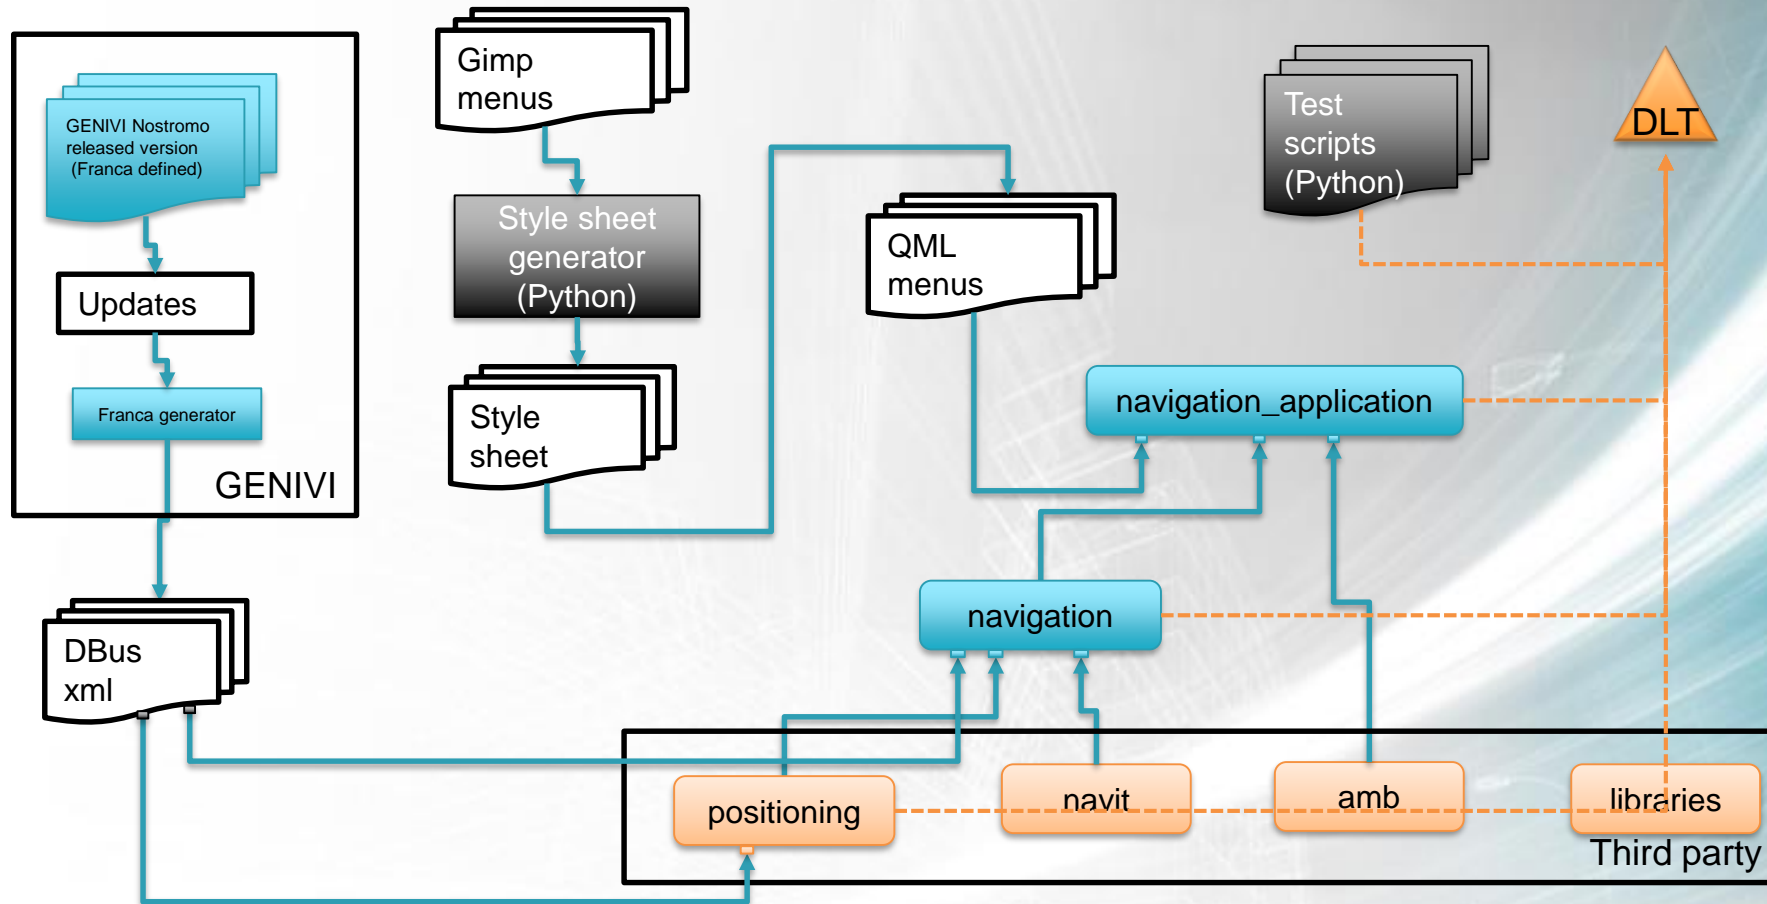 GENIVI Nostromo
released version
(Franca defined)
Updates
Franca generator
GENIVI
DBus
xml
Gimp
menus
Style sheet
generator
(Python)
Style
sheet
QML
menus
Test
scripts
(Python)
DLT
navigation_application
navigation
positioning
navit
amb
libraries
Third party